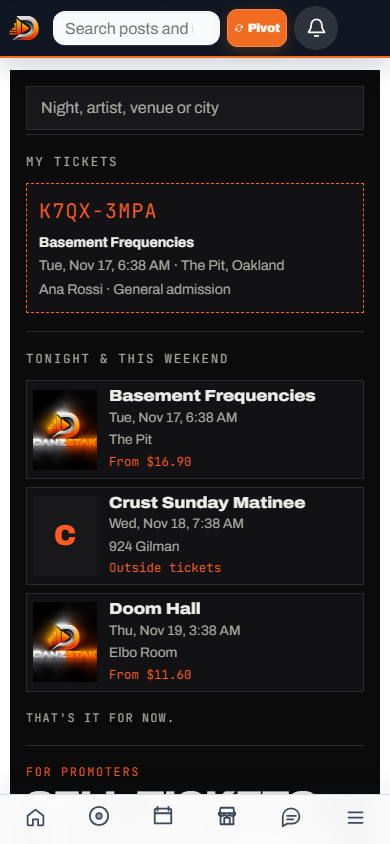 Search posts and
Pivot
Night, artist, venue or city
MY TICKETS
K7QX-3MPA
Basement Frequencies
Tue, Nov 17, 6:38 AM · The Pit, Oakland
Ana Rossi · General admission
TONIGHT & THIS WEEKEND
Basement Frequencies
Tue, Nov 17, 6:38 AM
The Pit
From $16.90
DANZSTAK
C
Crust Sunday Matinee
Wed, Nov 18, 7:38 AM
924 Gilman
Outside tickets
Doom Hall
Thu, Nov 19, 3:38 AM
Elbo Room
From $11.60
DANZSTAK
THAT'S IT FOR NOW.
FOR PROMOTERS